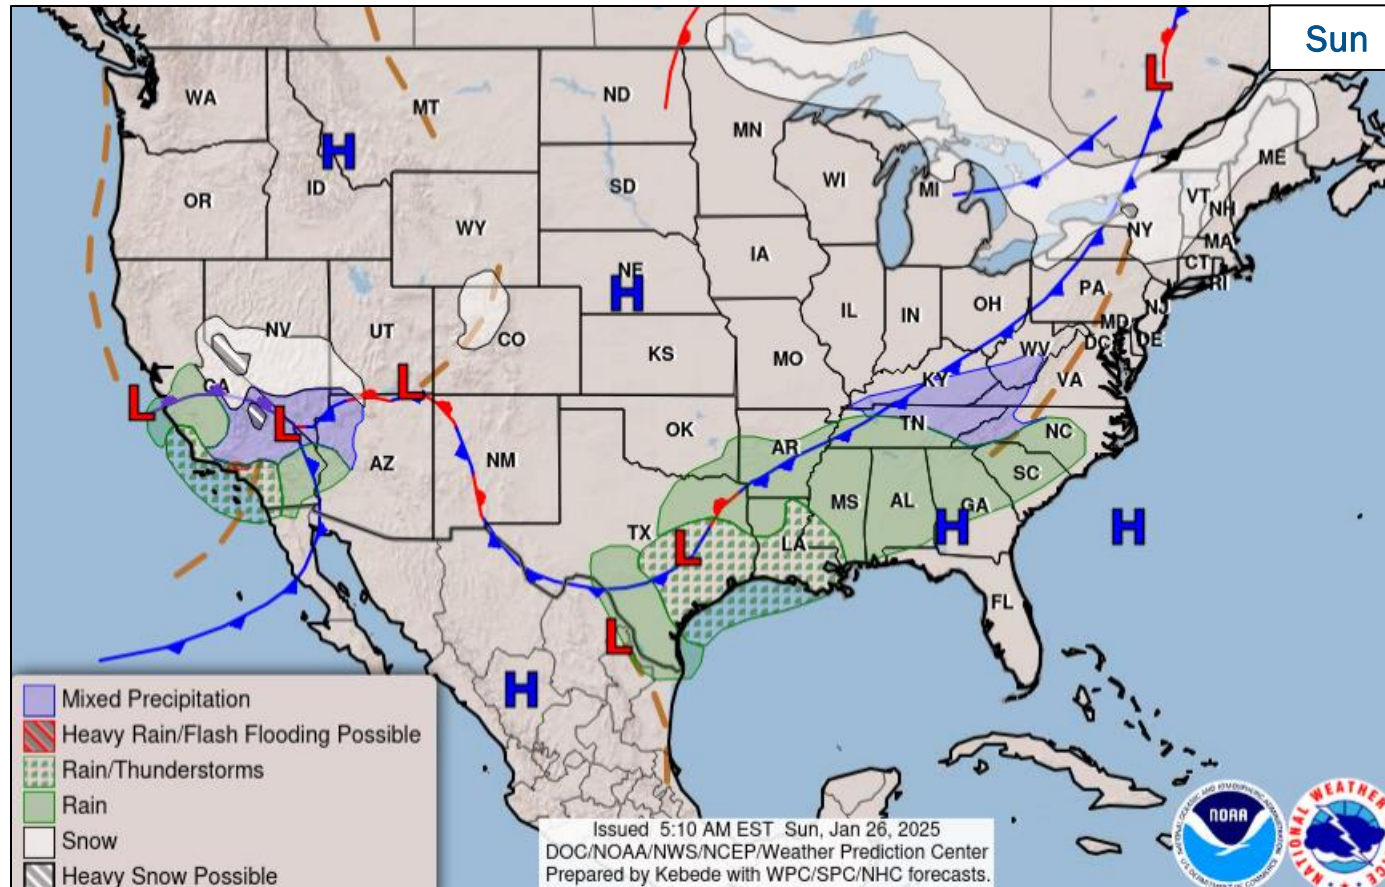 Sun
WA
MT
ND
MN
ME
OR
ID
SD
WI
MI
VT
NH
NY
WY
IA
MA
CT
RI
NE
PA
NJ
NV
UT
CO
IL
IN
OH
MD
DE
DC
KS
MO
WV
KY
VA
CA
AZ
NM
OK
AR
TN
NC
SC
TX
LA
MS
AL
GA
FL
H
H
H
H
H
L
L
L
L
L
L
Mixed Precipitation
Heavy Rain/Flash Flooding Possible
Rain/Thunderstorms
Rain
Snow
Heavy Snow Possible
Issued 5:10 AM EST Sun, Jan 26, 2025
DOC/NOAA/NWS/NCEP/Weather Prediction Center
Prepared by Kebede with WPC/SPC/NHC forecasts.
NOAA